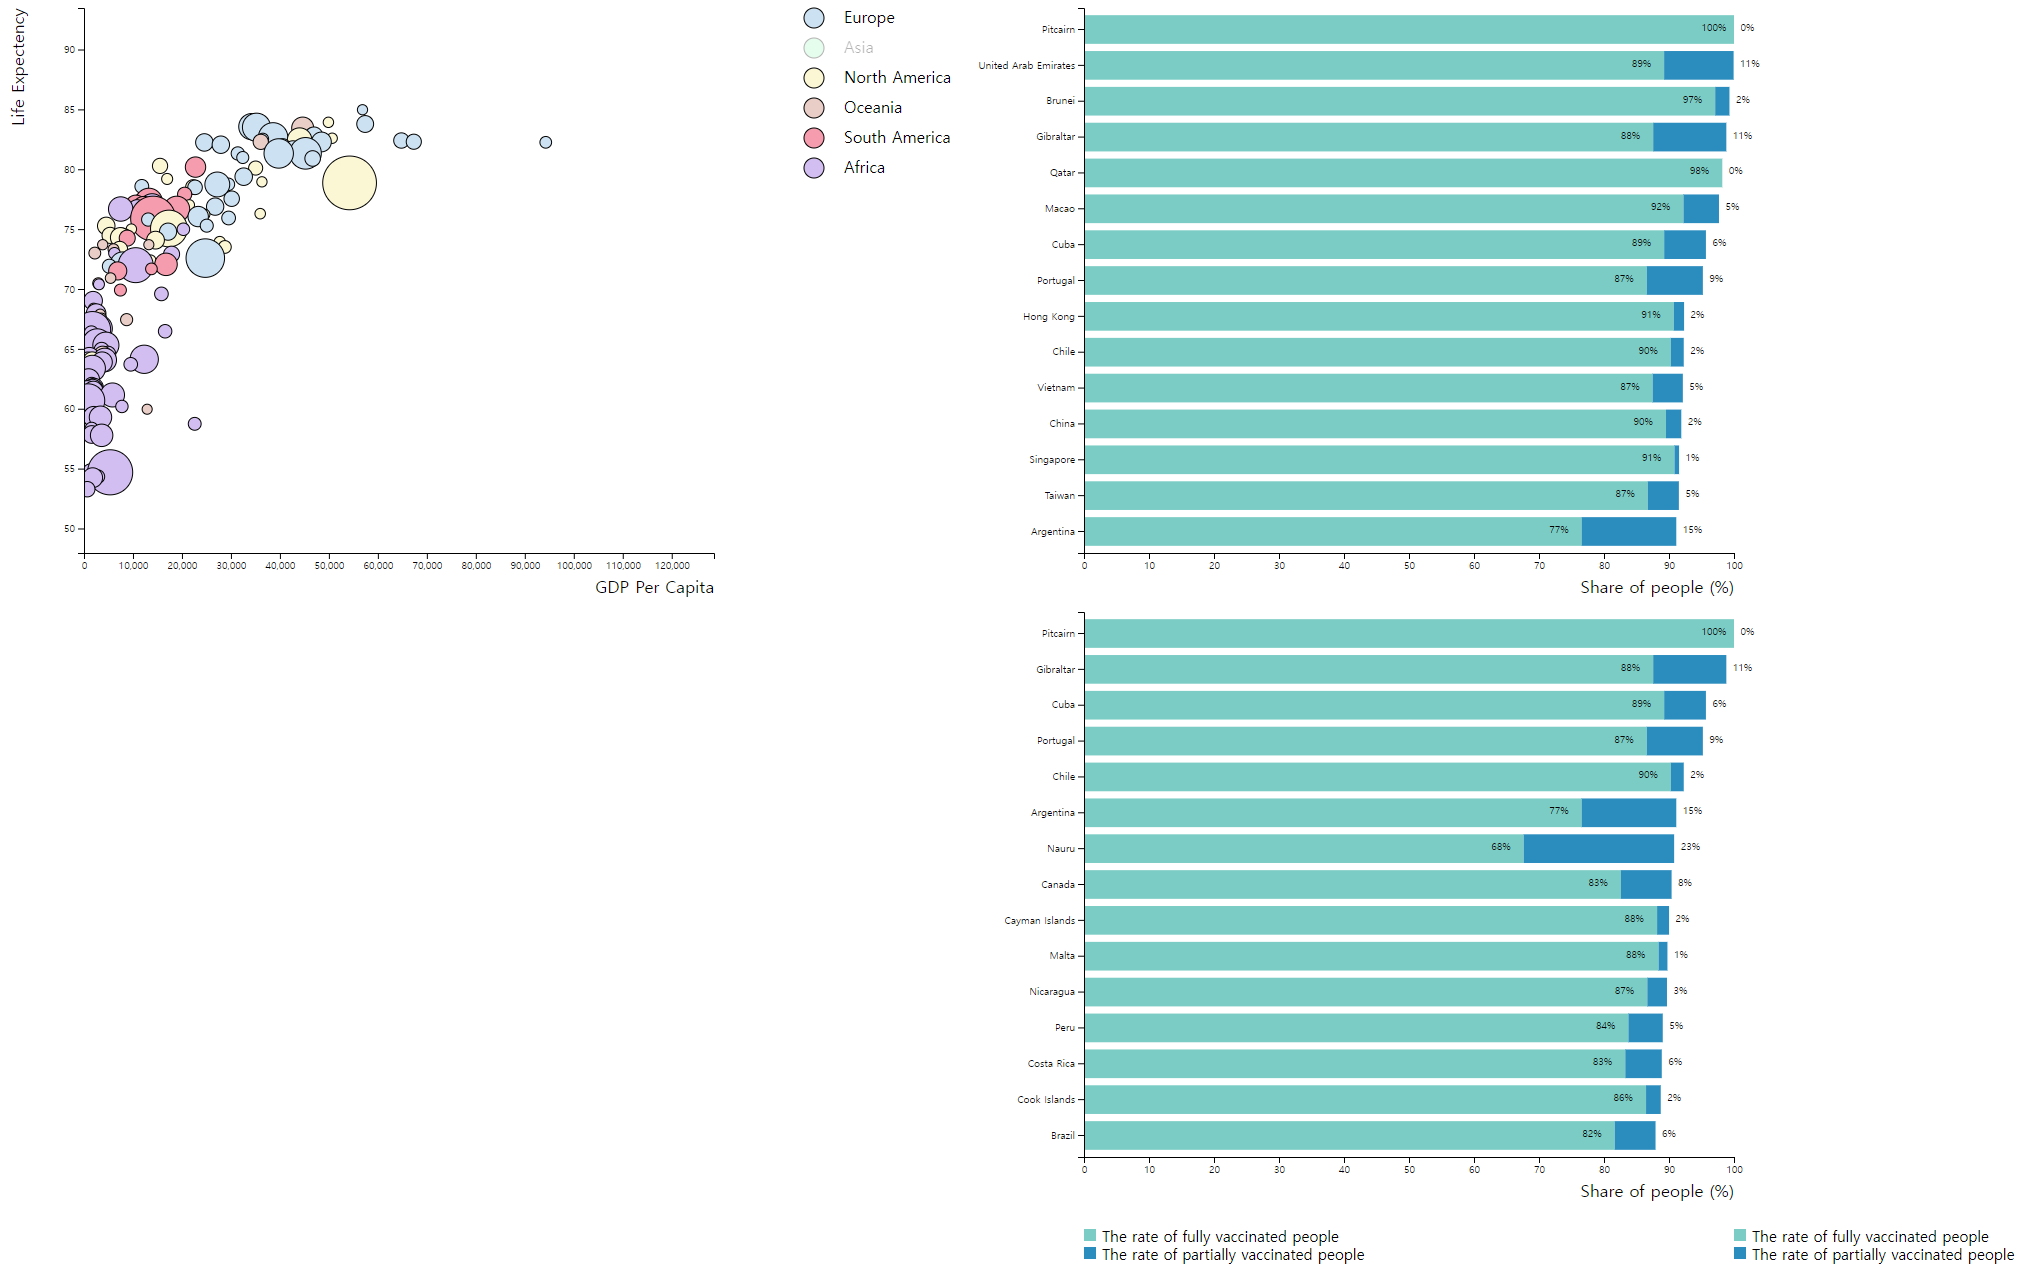 Life Expectency
90
85
80
75
70
65
60
55
50
0 10,000 20,000 30,000 40,000 50,000 60,000 70,000 80,000 90,000 100,000 110,000 120,000
GDP Per Capita
Europe
Asia
North America
Oceania
South America
Africa
Pitcairn 100% 0%
United Arab Emirates 89% 11%
Brunei 97% 2%
Gibraltar 88% 11%
Qatar 98% 0%
Macao 92% 5%
Cuba 89% 6%
Portugal 87% 9%
Hong Kong 91% 2%
Chile 90% 2%
Vietnam 87% 5%
China 90% 2%
Singapore 91% 1%
Taiwan 87% 5%
Argentina 77% 15%
0 10 20 30 40 50 60 70 80 90 100
Share of people (%)
Pitcairn 100% 0%
Gibraltar 88% 11%
Cuba 89% 6%
Portugal 87% 9%
Chile 90% 2%
Argentina 77% 15%
Nauru 68% 23%
Canada 83% 8%
Cayman Islands 88% 2%
Malta 88% 1%
Nicaragua 87% 3%
Peru 84% 5%
Costa Rica 83% 6%
Cook Islands 86% 2%
Brazil 82% 6%
0 10 20 30 40 50 60 70 80 90 100
Share of people (%)
The rate of fully vaccinated people
The rate of partially vaccinated people
The rate of fully vaccinated people
The rate of partially vaccinated people